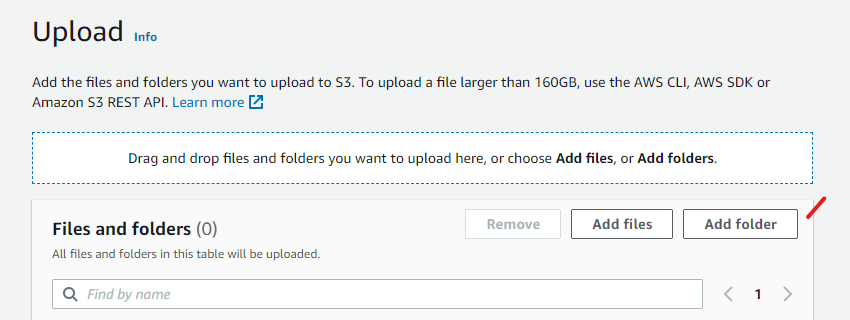 Upload Info
Add the files and folders you want to upload to S3. To upload a file larger than 160GB, use the AWS CLI, AWS SDK or
Amazon S3 REST API. Learn more
Drag and drop files and folders you want to upload here, or choose Add files, or Add folders.
Files and folders (0) Remove Add files Add folder
All files and folders in this table will be uploaded.
Find by name 1